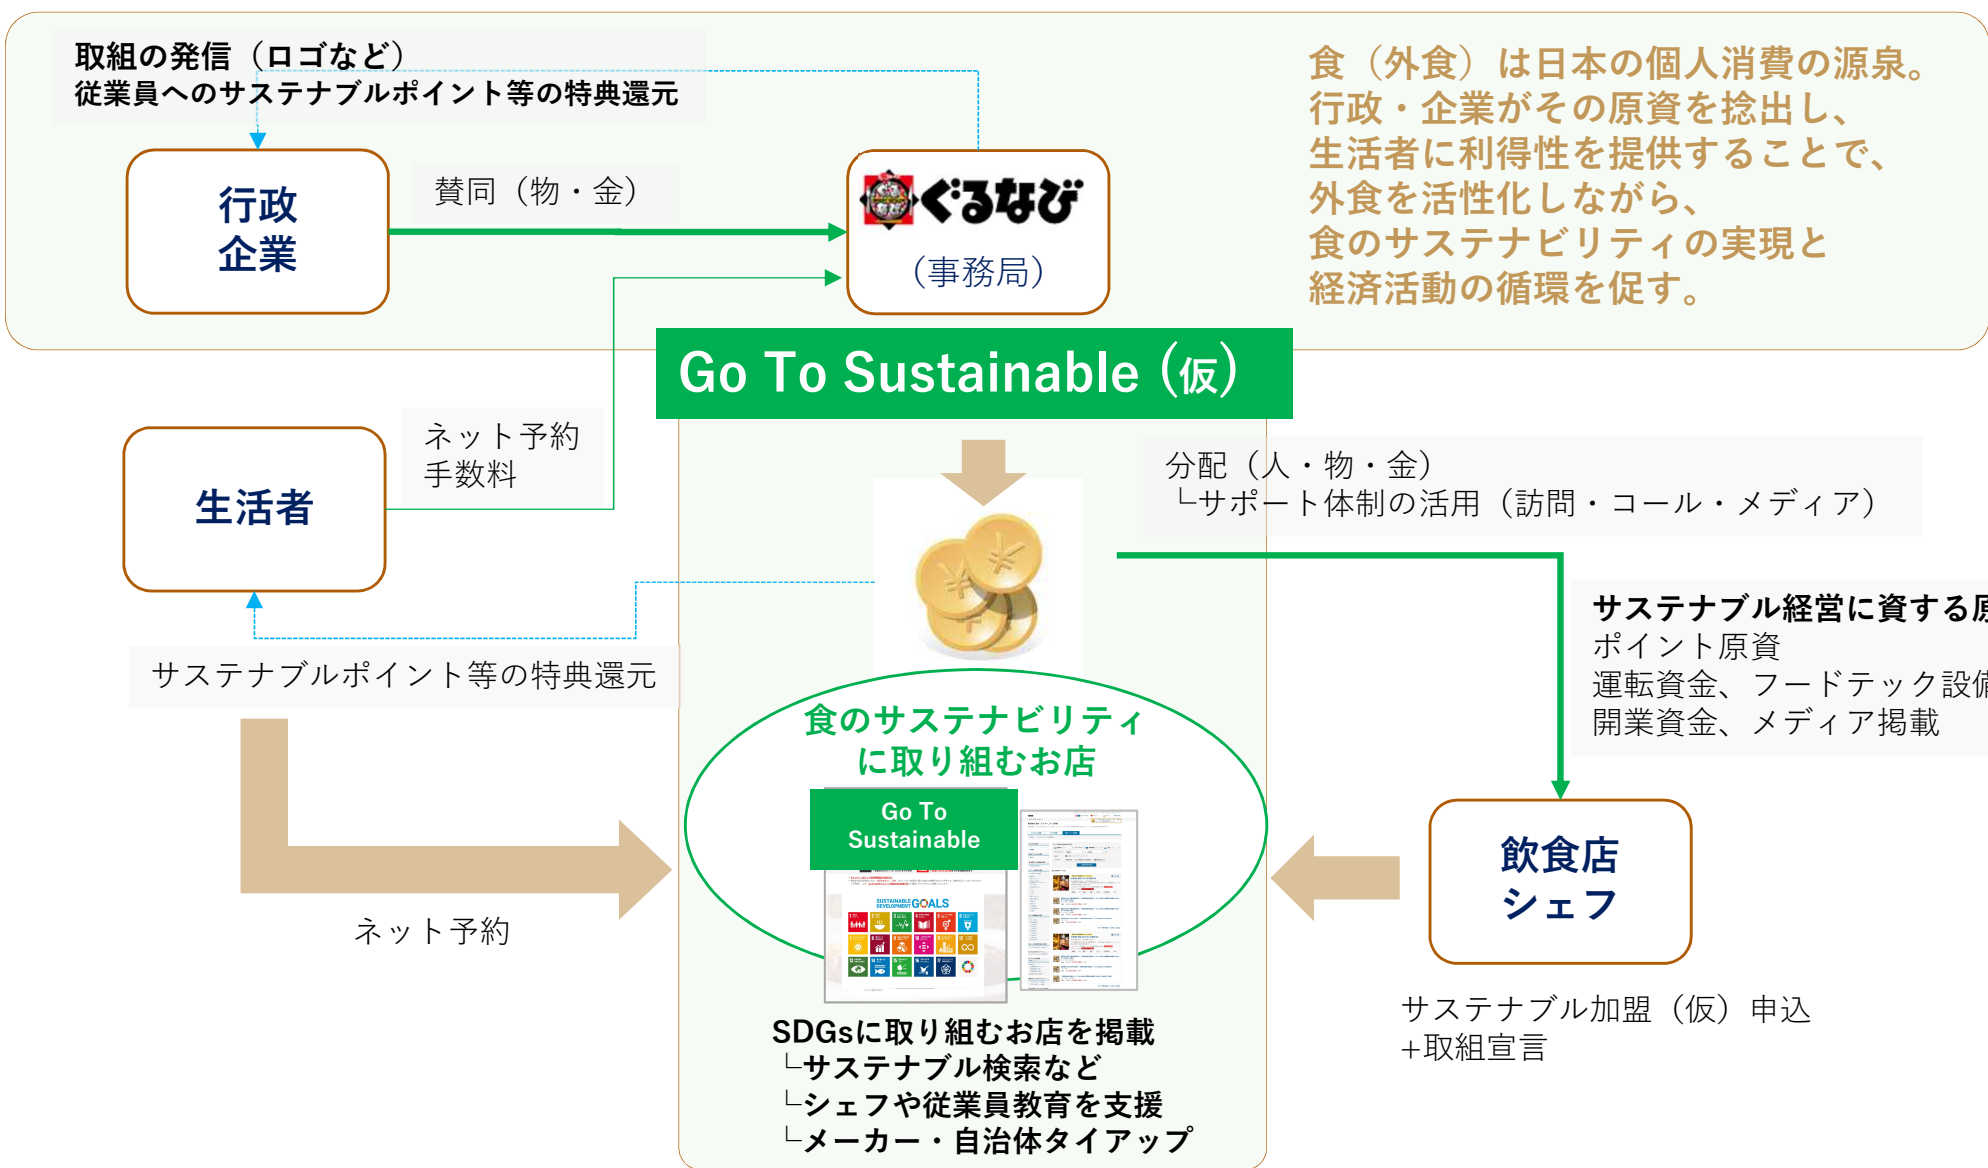 取組の発信（ロゴなど）
従業員へのサステナブルポイント等の特典還元
行政
企業
賛同（物・金）
ぐるなび
（事務局）
食（外食）は日本の個人消費の源泉。
行政・企業がその原資を捻出し、
生活者に利得性を提供することで、
外食を活性化しながら、
食のサステナビリティの実現と
経済活動の循環を促す。
Go To Sustainable（仮）
生活者
ネット予約
手数料
分配（人・物・金）
└サポート体制の活用（訪問・コール・メディア）
サステナブルポイント等の特典還元
サステナブル経営に資する原
ポイント原資
運転資金、フードテック設備
開業資金、メディア掲載
食のサステナビリティ
に取り組むお店
Go To
Sustainable
SUSTAINABLE
DEVELOPMENT GOALS
ネット予約
飲食店
シェフ
サステナブル加盟（仮）申込
+取組宣言
SDGsに取り組むお店を掲載
└サステナブル検索など
└シェフや従業員教育を支援
└メーカー・自治体タイアップ